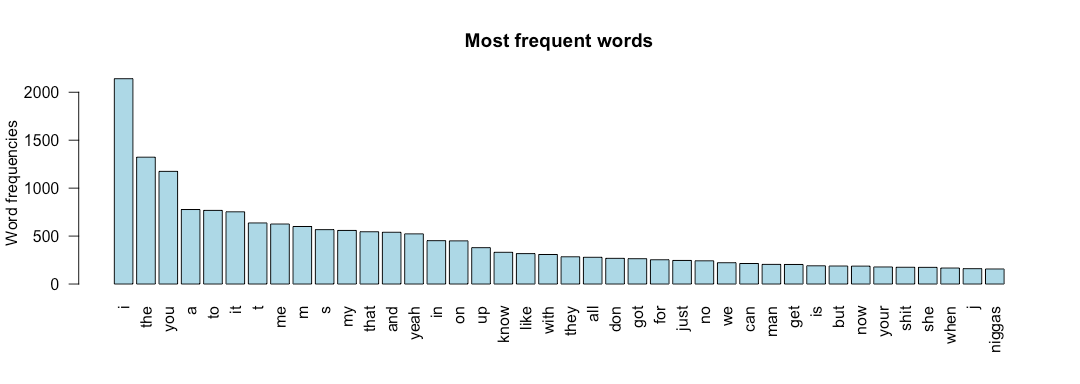 Most frequent words
Word frequencies
2000
1500
1000
500
0
i
the
you
a
to
it
t
me
m
s
my
that
and
yeah
in
on
up
know
like
with
they
all
don
got
for
just
no
we
can
man
get
is
but
now
your
shit
she
when
j
niggas